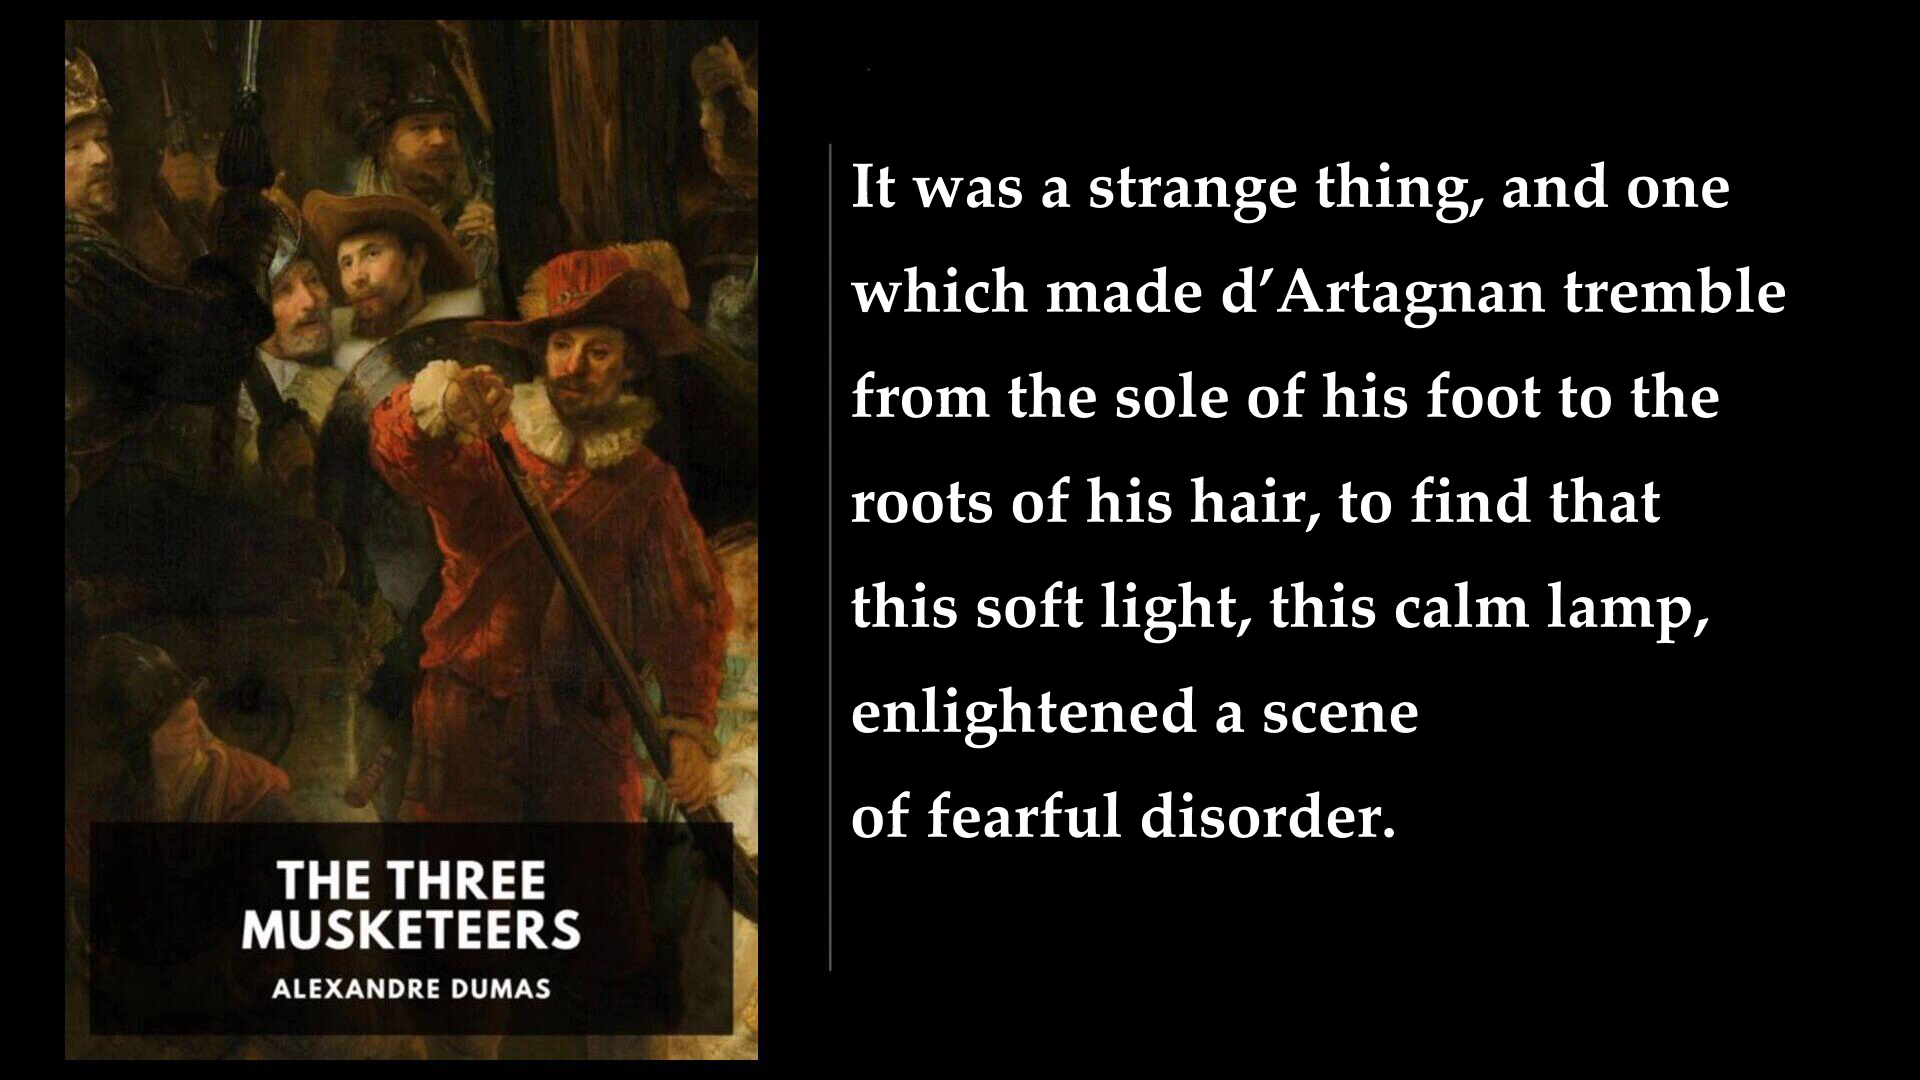 THE THREE
MUSKETEERS
ALEXANDRE DUMAS
It was a strange thing, and one
which made d’Artagnan tremble
from the sole of his foot to the
roots of his hair, to find that
this soft light, this calm lamp,
enlightened a scene
of fearful disorder.